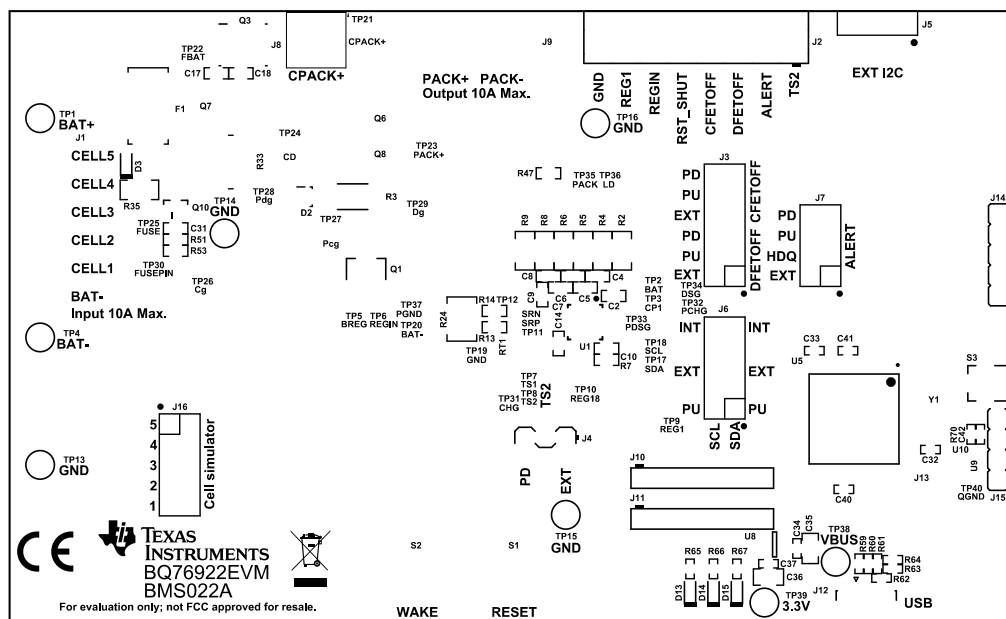 Q3
TP21
J8
CPACK+
CPACK+
TP22
FBAT
C17
C18
J9
J2
J5
EXT I2C
PACK+ PACK-
Output 10A Max.
GND
REG1
REGIN
RST_SHUT
CFETOFF
DFETOFF
ALERT
TS2
TP1
BAT+
J1
F1
Q7
Q6
TP16
GND
TP24
CD
R33
Q8
TP23
PACK+
CELL5
CELL4
CELL3
CELL2
CELL1
BAT-
Input 10A Max.
D3
R35
Q10
TP14
GND
TP28
Pdg
D2
TP27
R3
TP29
Dg
TP25
FUSE
C31
R51
R53
TP30
FUSEPIN
TP26
Cg
Pcg
Q1
R47
TP35 TP36
PACK LD
R9
R8
R6
R5
R4
R2
J3
PD
PU
EXT
PD
PU
EXT
DFETOFF CFETOFF
J7
PD
PU
HDQ
EXT
ALERT
J14
C8
C4
C9
C6
C7
C5
C2
TP2
BAT
TP3
CP1
TP34
DSG
TP32
PCHG
TP5 TP6
BREG REGIN
TP37
PGND
TP20
BAT-
R24
R14
TP12
R13
RT1
TP19
GND
SRN
SRP
TP11
C14
U1
TP33
PDSG
C10
R7
TP18
SCL
TP17
SDA
J6
INT
INT
EXT
EXT
PU
PU
SCL
SDA
TP9
REG1
TP4
BAT-
TP7
TS1
TP8
TS2
TS2
TP31
CHG
TP10
REG18
J4
PD
EXT
C33
C41
U5
S3
Y1
R70
C42
U10
U9
C32
J13
TP40
QGND
J15
C40
J16
5
4
3
2
1
Cell simulator
TP13
GND
J10
J11
TP15
GND
S2
S1
WAKE
RESET
U8
C34
C35
TP38
VBUS
R59
R60
R61
R64
R63
R62
R65
R66
R67
C37
C36
D13
D14
D15
TP39
3.3V
J12
USB
CE
TEXAS
INSTRUMENTS
BQ76922EVM
BMS022A
For evaluation only; not FCC approved for resale.